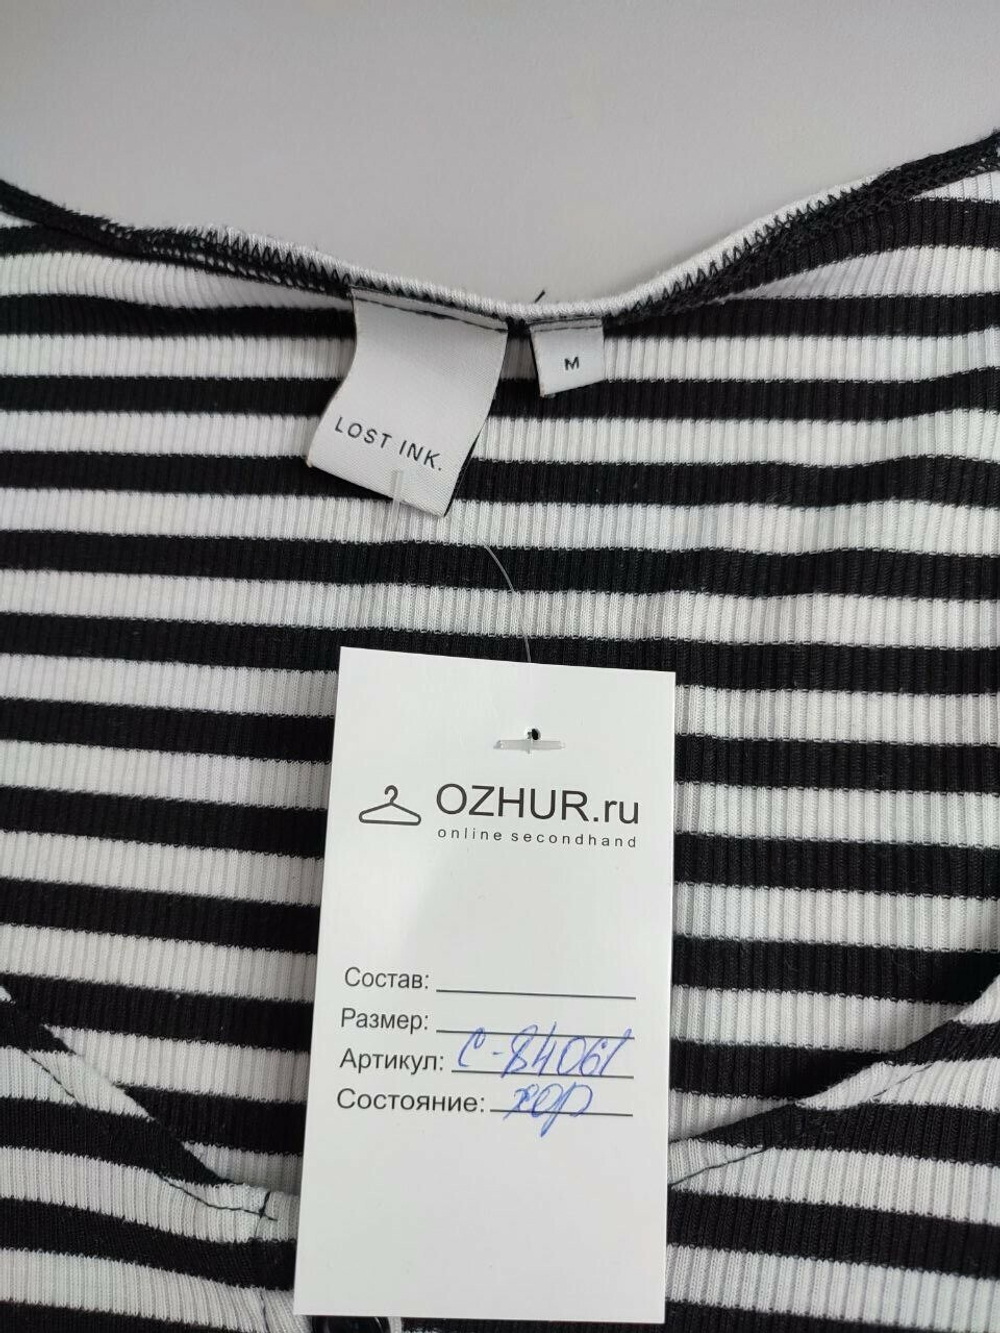 LOST INK.
M
OZHUR.ru
online secondhand
Состав:
Размер:
Артикул: С-84061
Состояние: хор